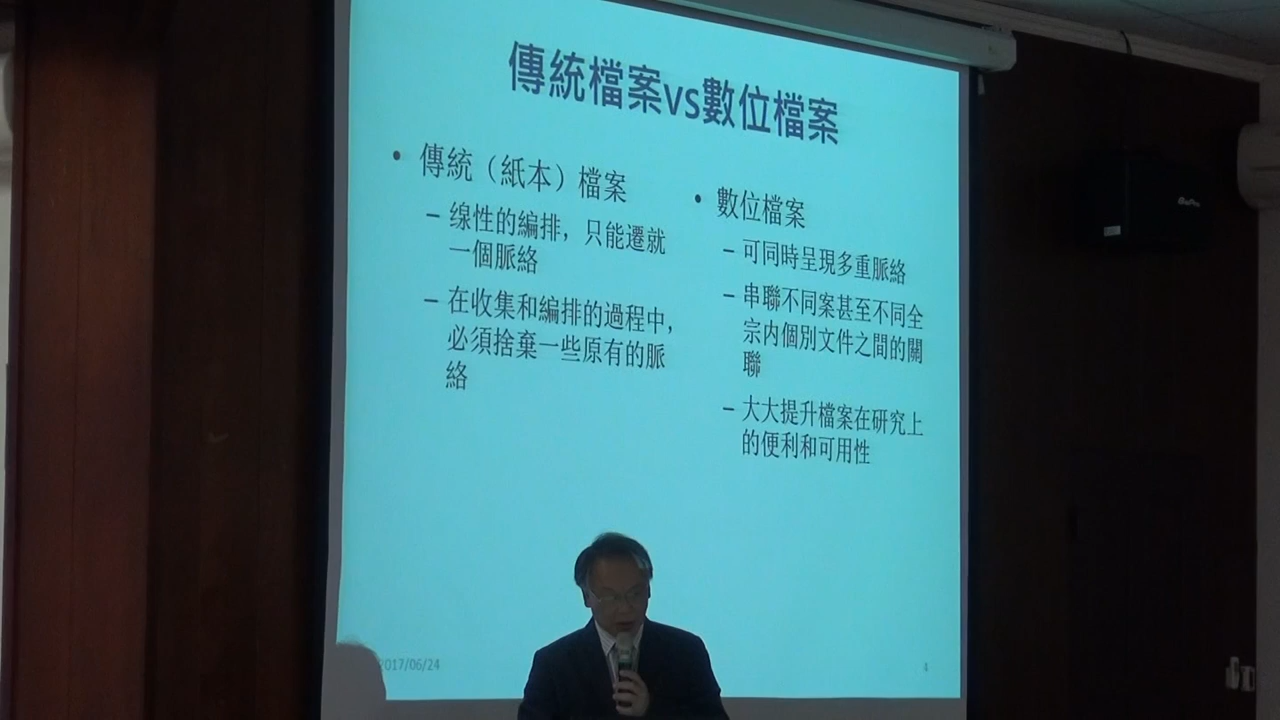 傳統檔案vs數位檔案
• 傳統（紙本）檔案
– 线性的編排，只能遷就
一個脈絡
– 在收集和編排的過程中，
必須捨棄一些原有的脈
絡
• 數位檔案
– 可同時呈現多重脈絡
– 串聯不同案甚至不同全
宗内個別文件之間的關
聯
– 大大提升檔案在研究上
的便利和可用性
2017/06/24
4